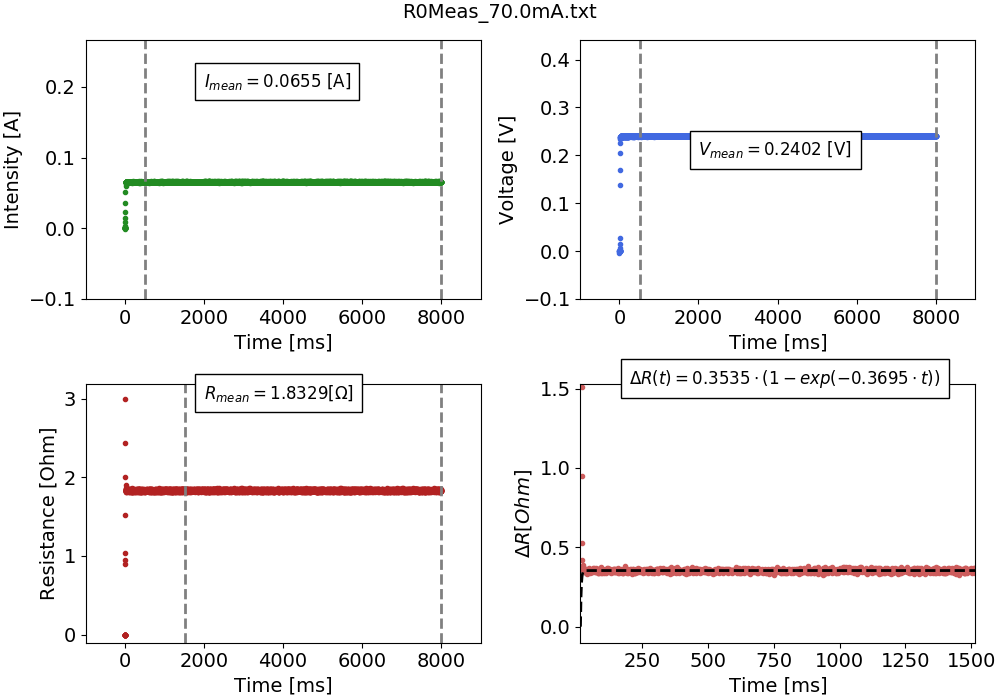 R0Meas_70.0mA.txt
Intensity [A]
0.2
0.1
0.0
−0.1
I_mean = 0.0655 [A]
0 2000 4000 6000 8000
Time [ms]
Voltage [V]
0.4
0.3
0.2
0.1
0.0
−0.1
V_mean = 0.2402 [V]
0 2000 4000 6000 8000
Time [ms]
Resistance [Ohm]
3
2
1
0
R_mean = 1.8329[Ω]
0 2000 4000 6000 8000
Time [ms]
ΔR[Ohm]
1.5
1.0
0.5
0.0
ΔR(t) = 0.3535 · (1 − exp(−0.3695 · t))
250 500 750 1000 1250 1500
Time [ms]